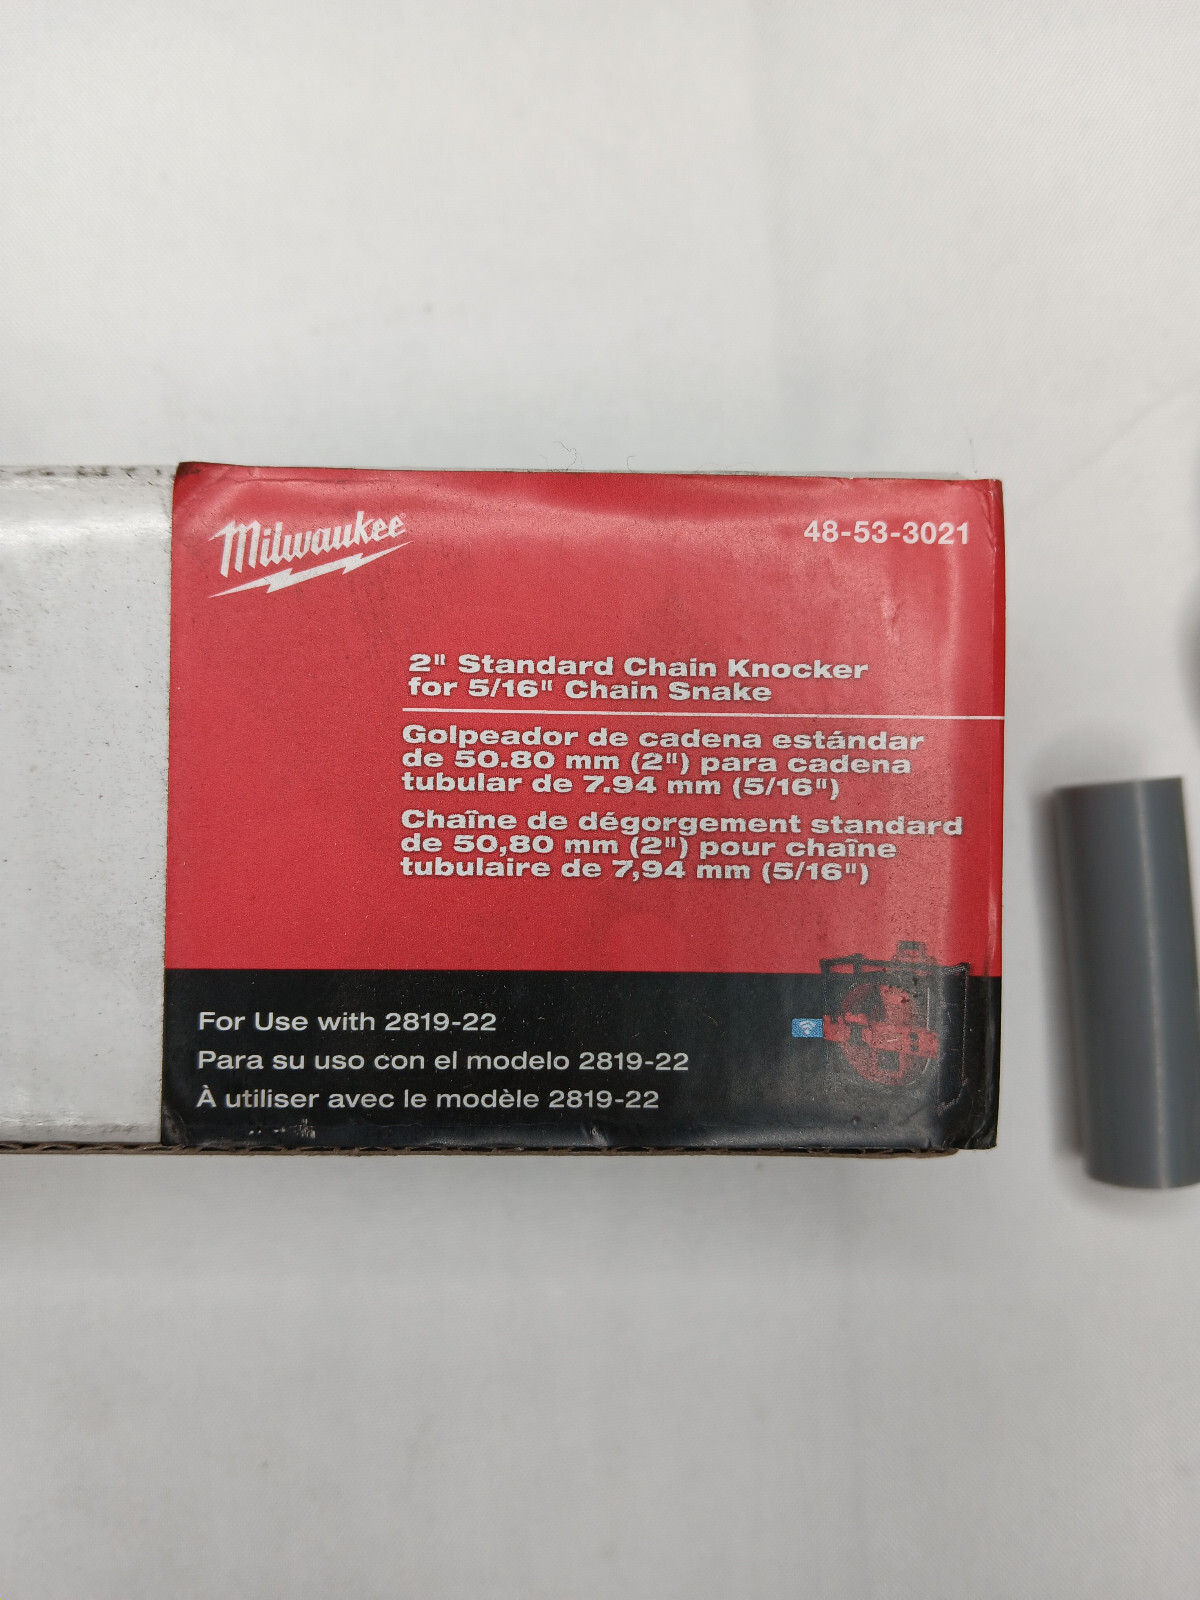 Milwaukee
48-53-3021
2" Standard Chain Knocker
for 5/16" Chain Snake
Golpeador de cadena estándar
de 50.80 mm (2") para cadena
tubular de 7.94 mm (5/16")
Chaîne de dégorgement standard
de 50,80 mm (2") pour chaîne
tubulaire de 7,94 mm (5/16")
For Use with 2819-22
Para su uso con el modelo 2819-22
À utiliser avec le modèle 2819-22